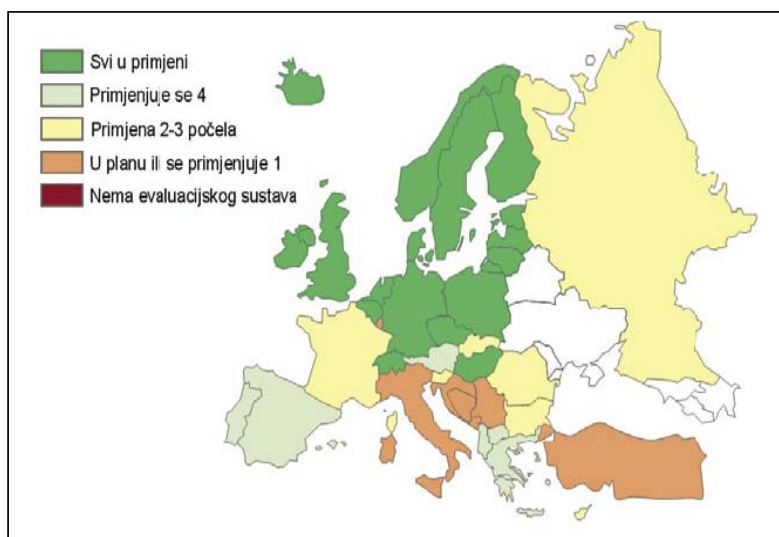 Svi u primjeni
Primjenjuje se 4
Primjena 2-3 počela
U planu ili se primjenjuje 1
Nema evaluacijskog sustava